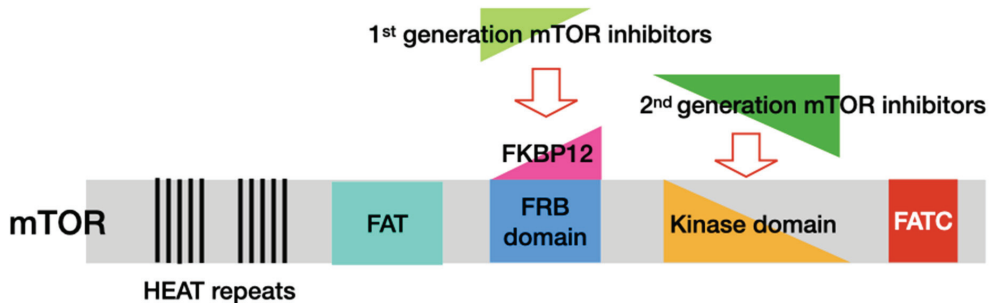 1st generation mTOR inhibitors
2nd generation mTOR inhibitors
FKBP12
mTOR
FAT
FRB
domain
Kinase domain
FATC
HEAT repeats